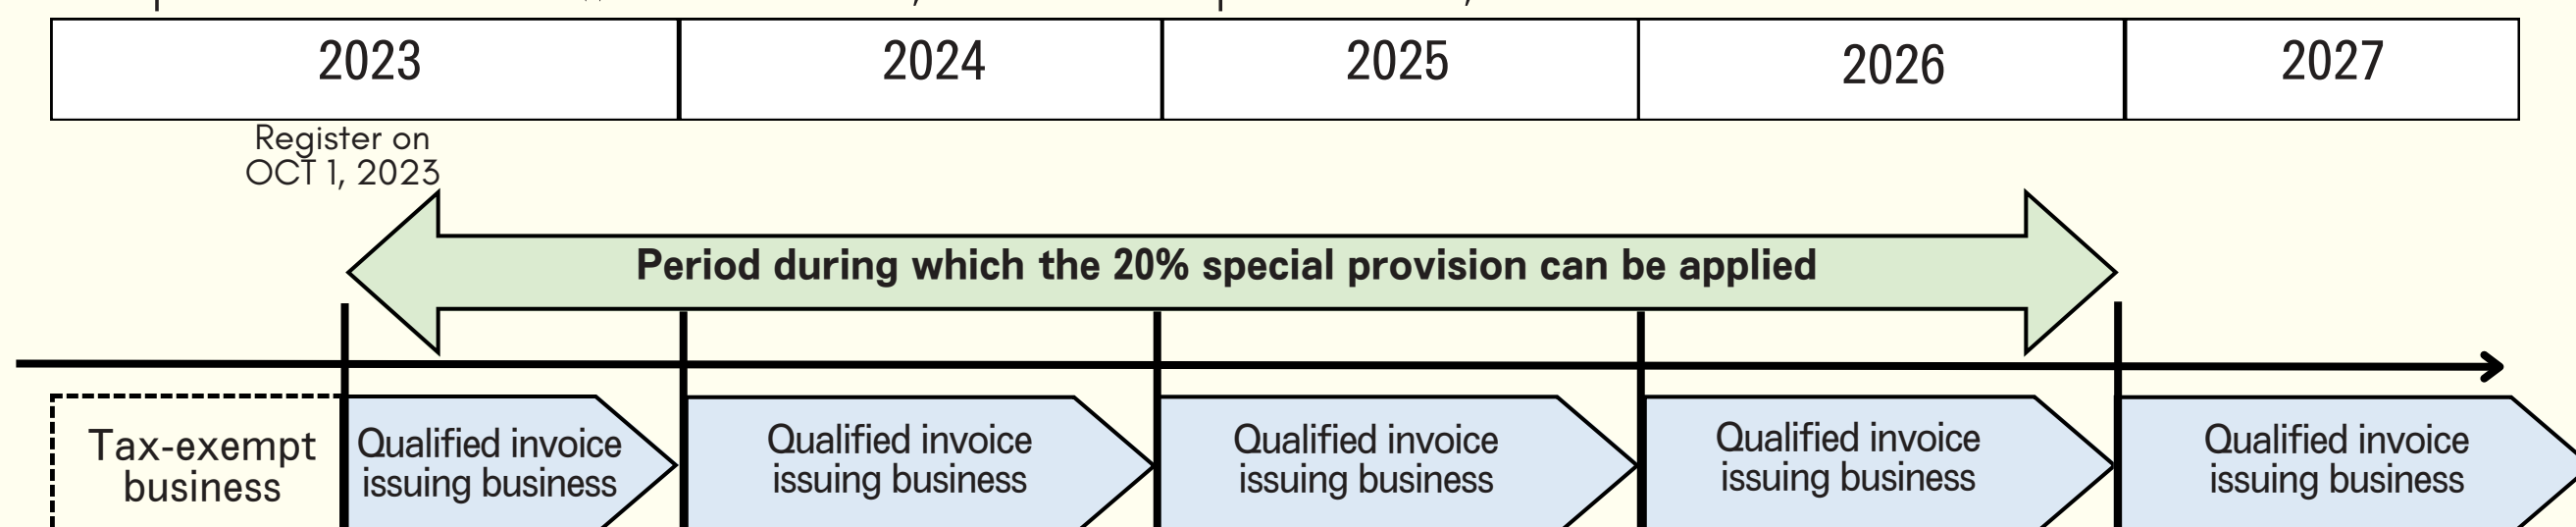 2023 2024 2025 2026 2027
Register on
OCT 1, 2023
Period during which the 20% special provision can be applied
Tax-exempt
business
Qualified invoice
issuing business
Qualified invoice
issuing business
Qualified invoice
issuing business
Qualified invoice
issuing business
Qualified invoice
issuing business